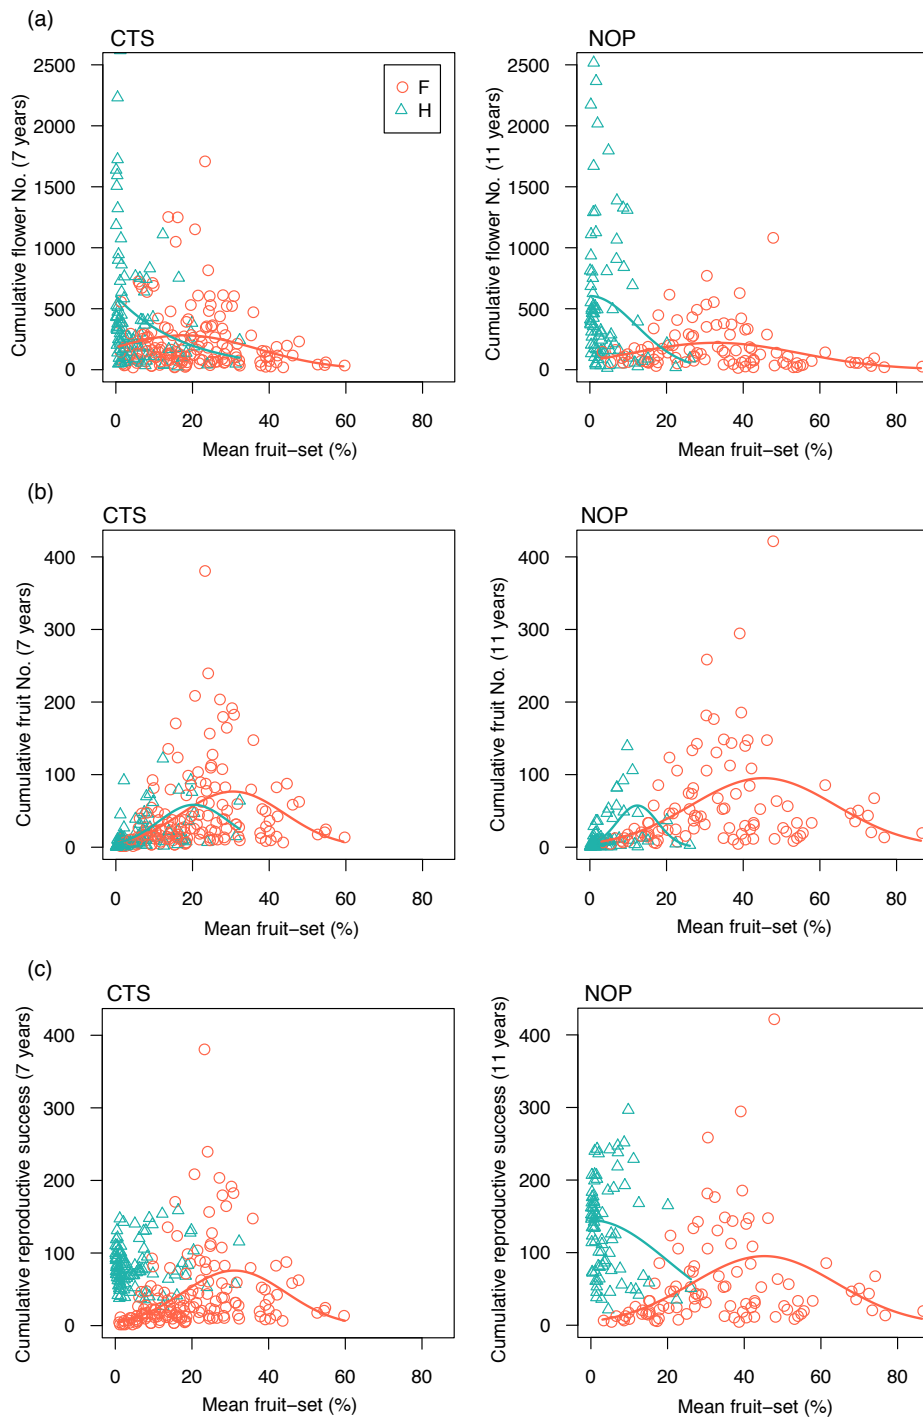 (a)
CTS
NOP
Cumulative flower No. (7 years)
2500
2000
1500
1000
500
0
F
H
0 20 40 60 80
Mean fruit−set (%)
Cumulative flower No. (11 years)
2500
2000
1500
1000
500
0
0 20 40 60 80
Mean fruit−set (%)
(b)
CTS
NOP
Cumulative fruit No. (7 years)
400
300
200
100
0
0 20 40 60 80
Mean fruit−set (%)
Cumulative fruit No. (11 years)
400
300
200
100
0
0 20 40 60 80
Mean fruit−set (%)
(c)
CTS
NOP
Cumulative reproductive success (7 years)
400
300
200
100
0
0 20 40 60 80
Mean fruit−set (%)
Cumulative reproductive success (11 years)
400
300
200
100
0
0 20 40 60 80
Mean fruit−set (%)